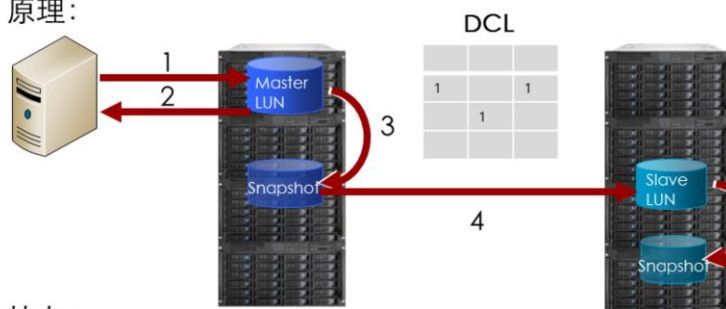 原理：
DCL
1
Master
LUN
2
1 1
1
3
Snapshot
Slave
LUN
4
Snapshot